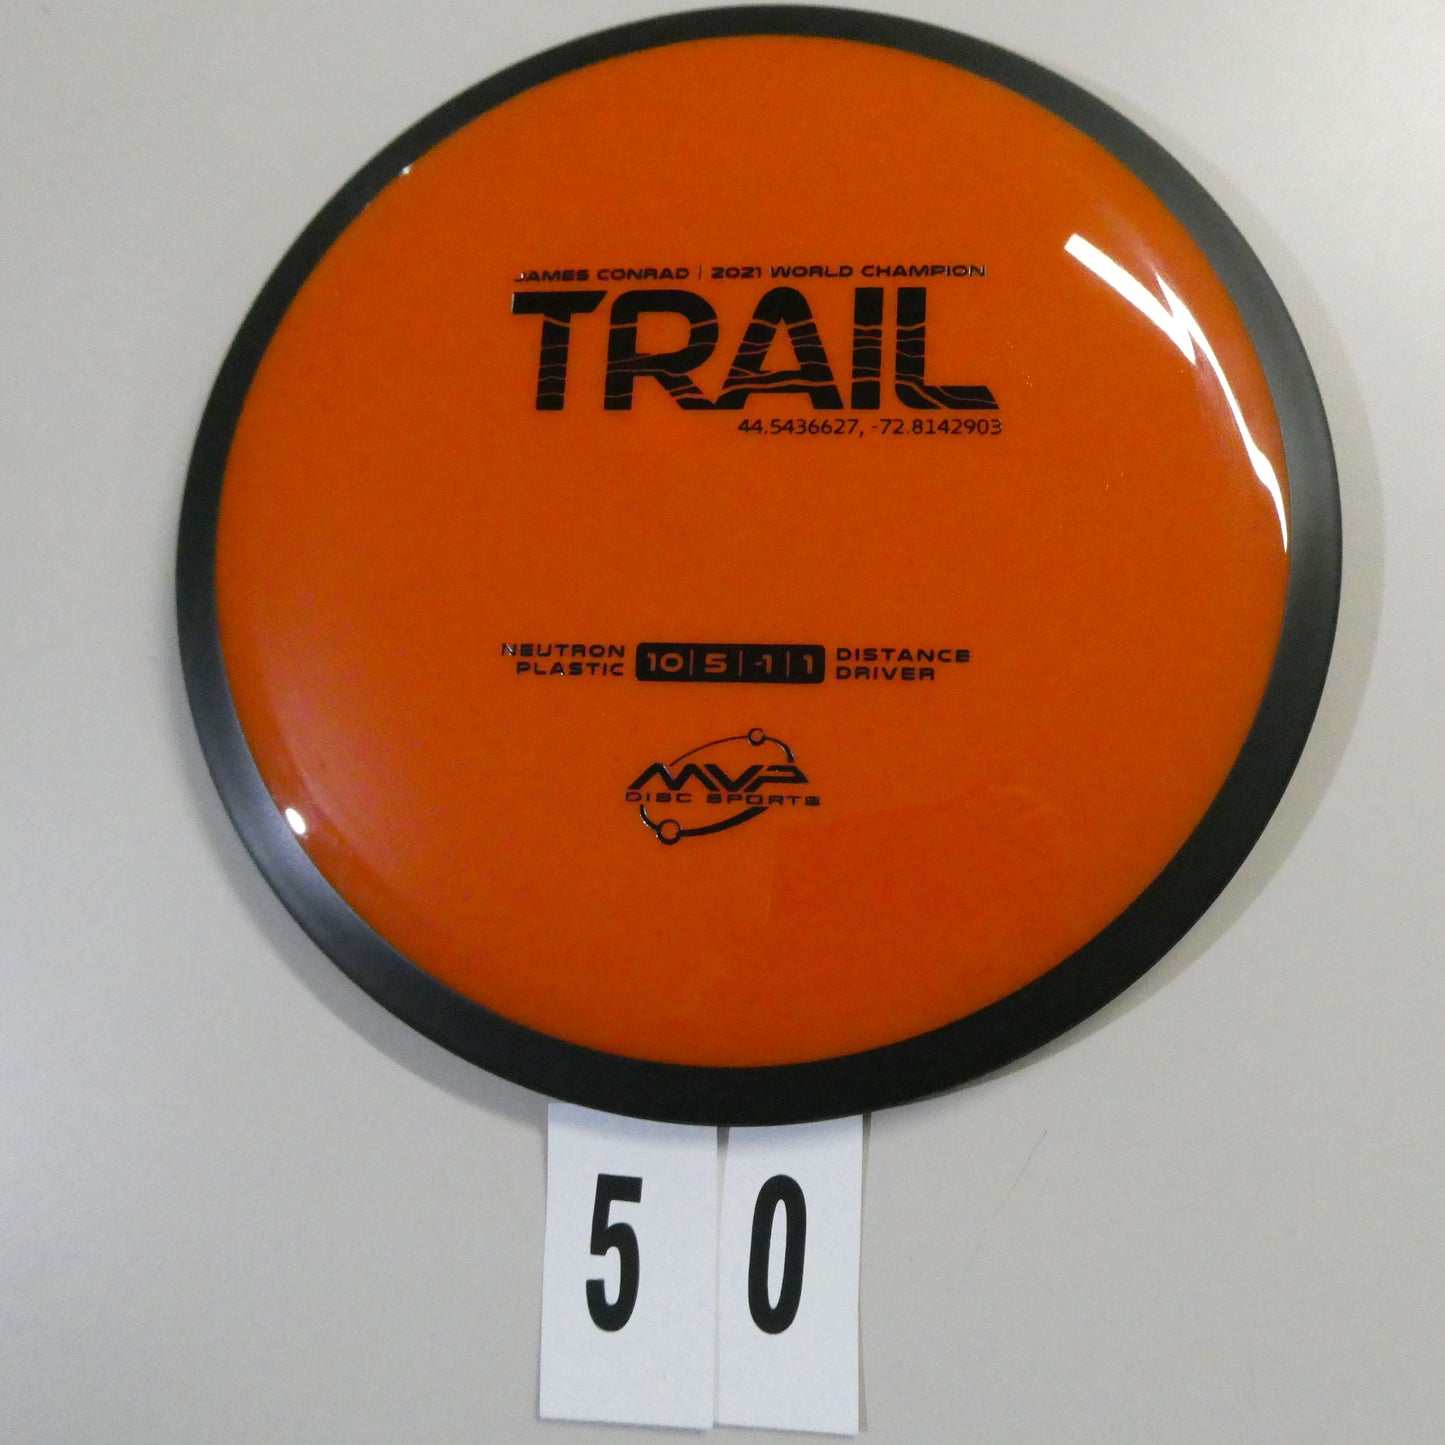 JAMES CONRAD | 2021 WORLD CHAMPION
TRAIL
44.5436627, -72.8142903
NEUTRON PLASTIC
10|5|-1|1
DISTANCE DRIVER
MVP
DISC SPORTS
5 0